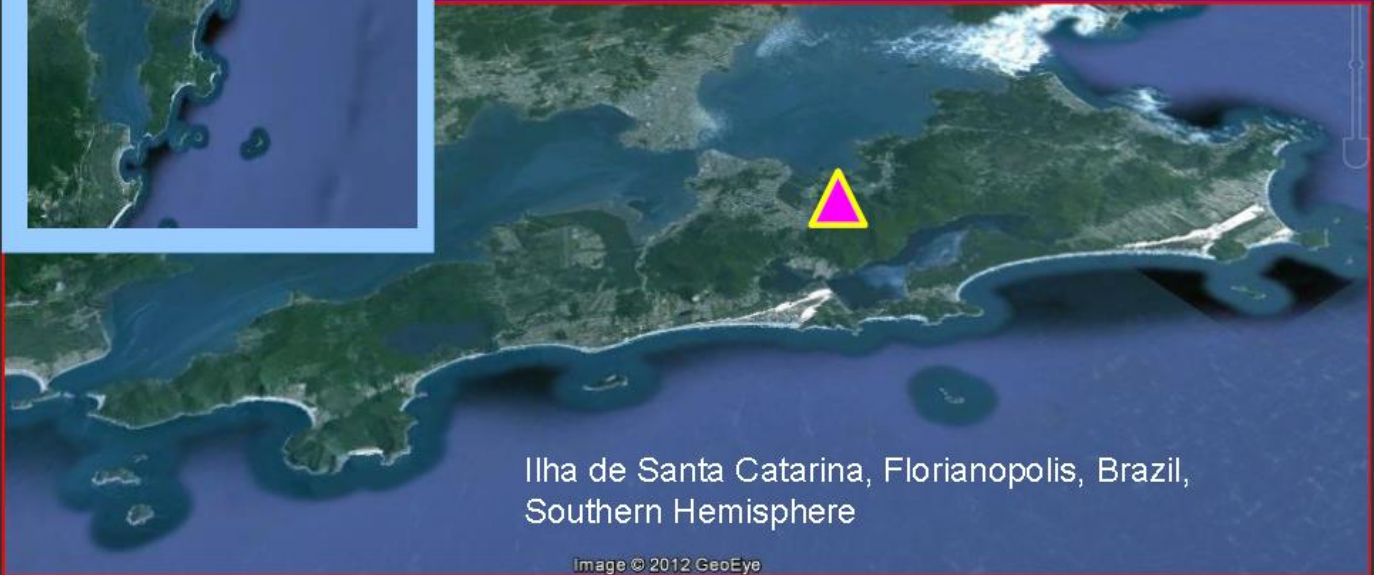 Ilha de Santa Catarina, Florianopolis, Brazil,
Southern Hemisphere
Image © 2012 GeoEye